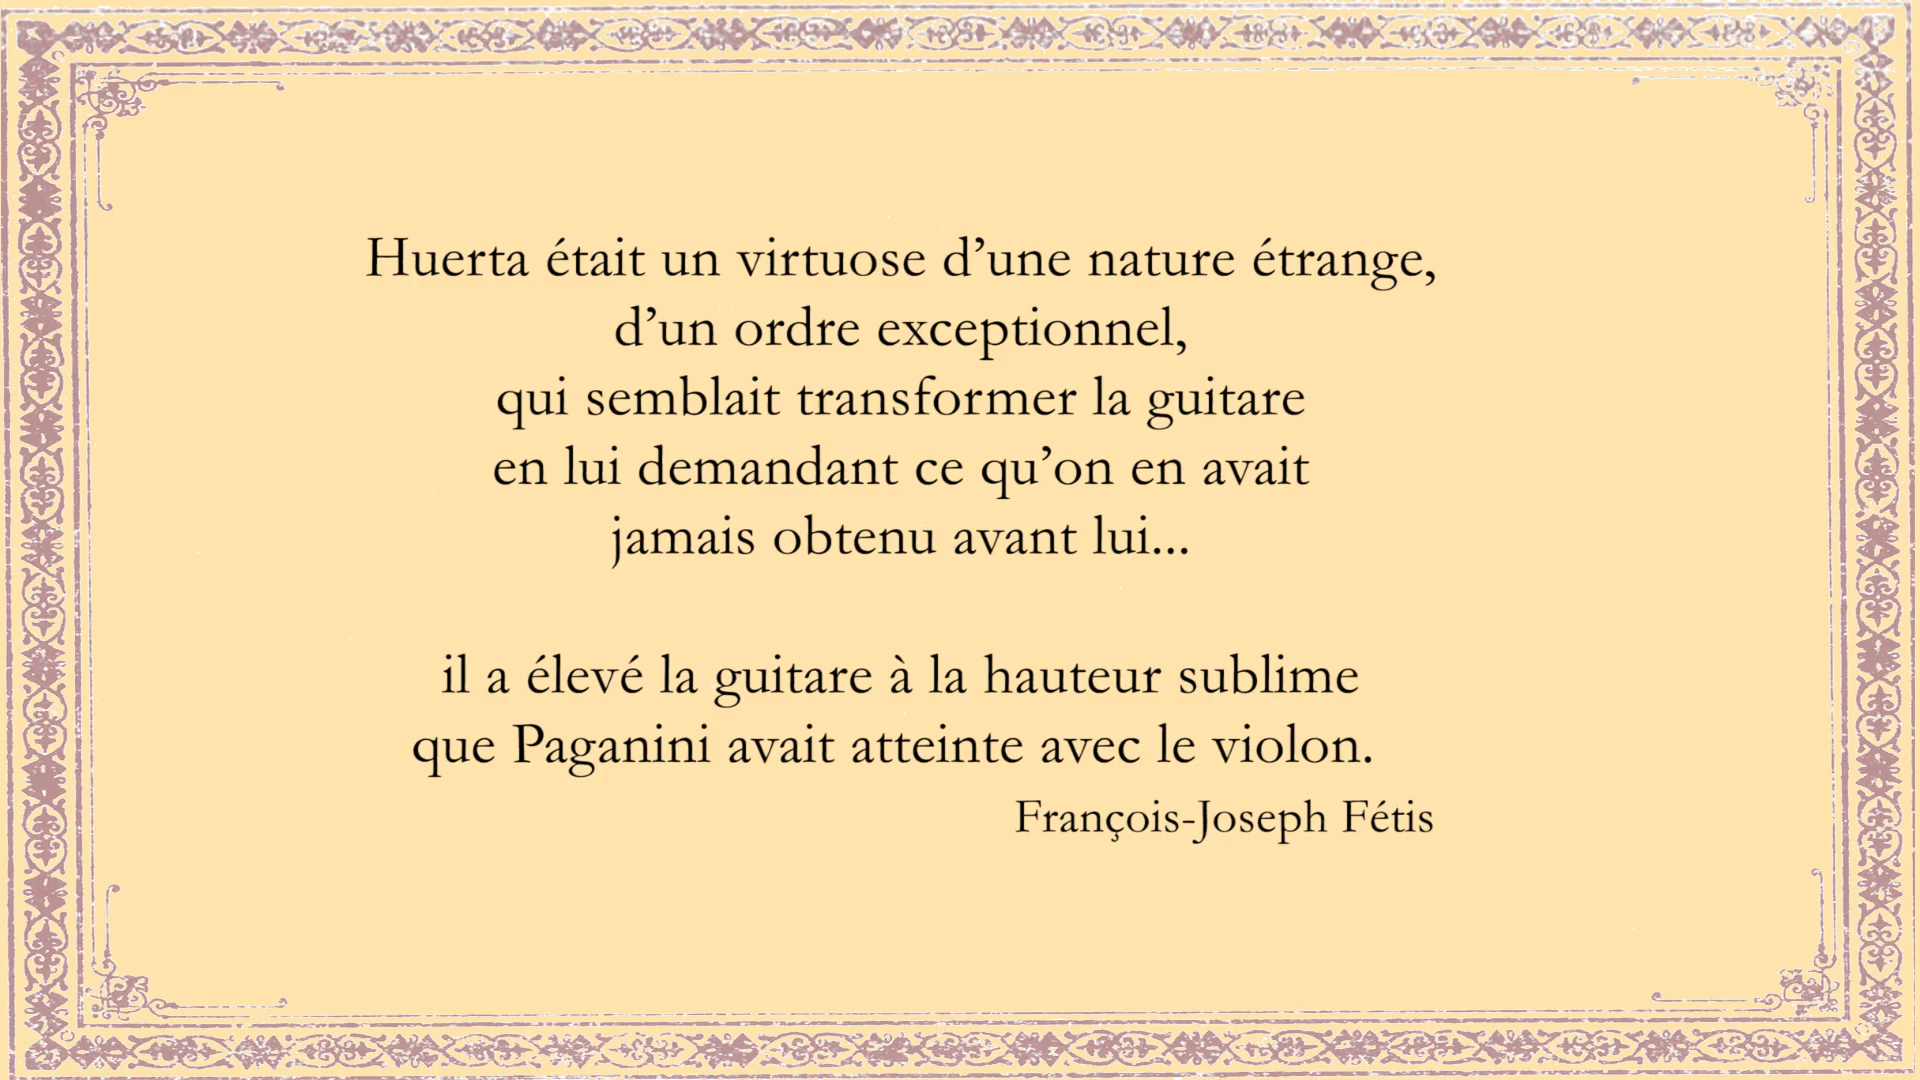 Huerta était un virtuose d’une nature étrange,
d’un ordre exceptionnel,
qui semblait transformer la guitare
en lui demandant ce qu’on en avait
jamais obtenu avant lui...
il a élevé la guitare à la hauteur sublime
que Paganini avait atteinte avec le violon.
François-Joseph Fétis